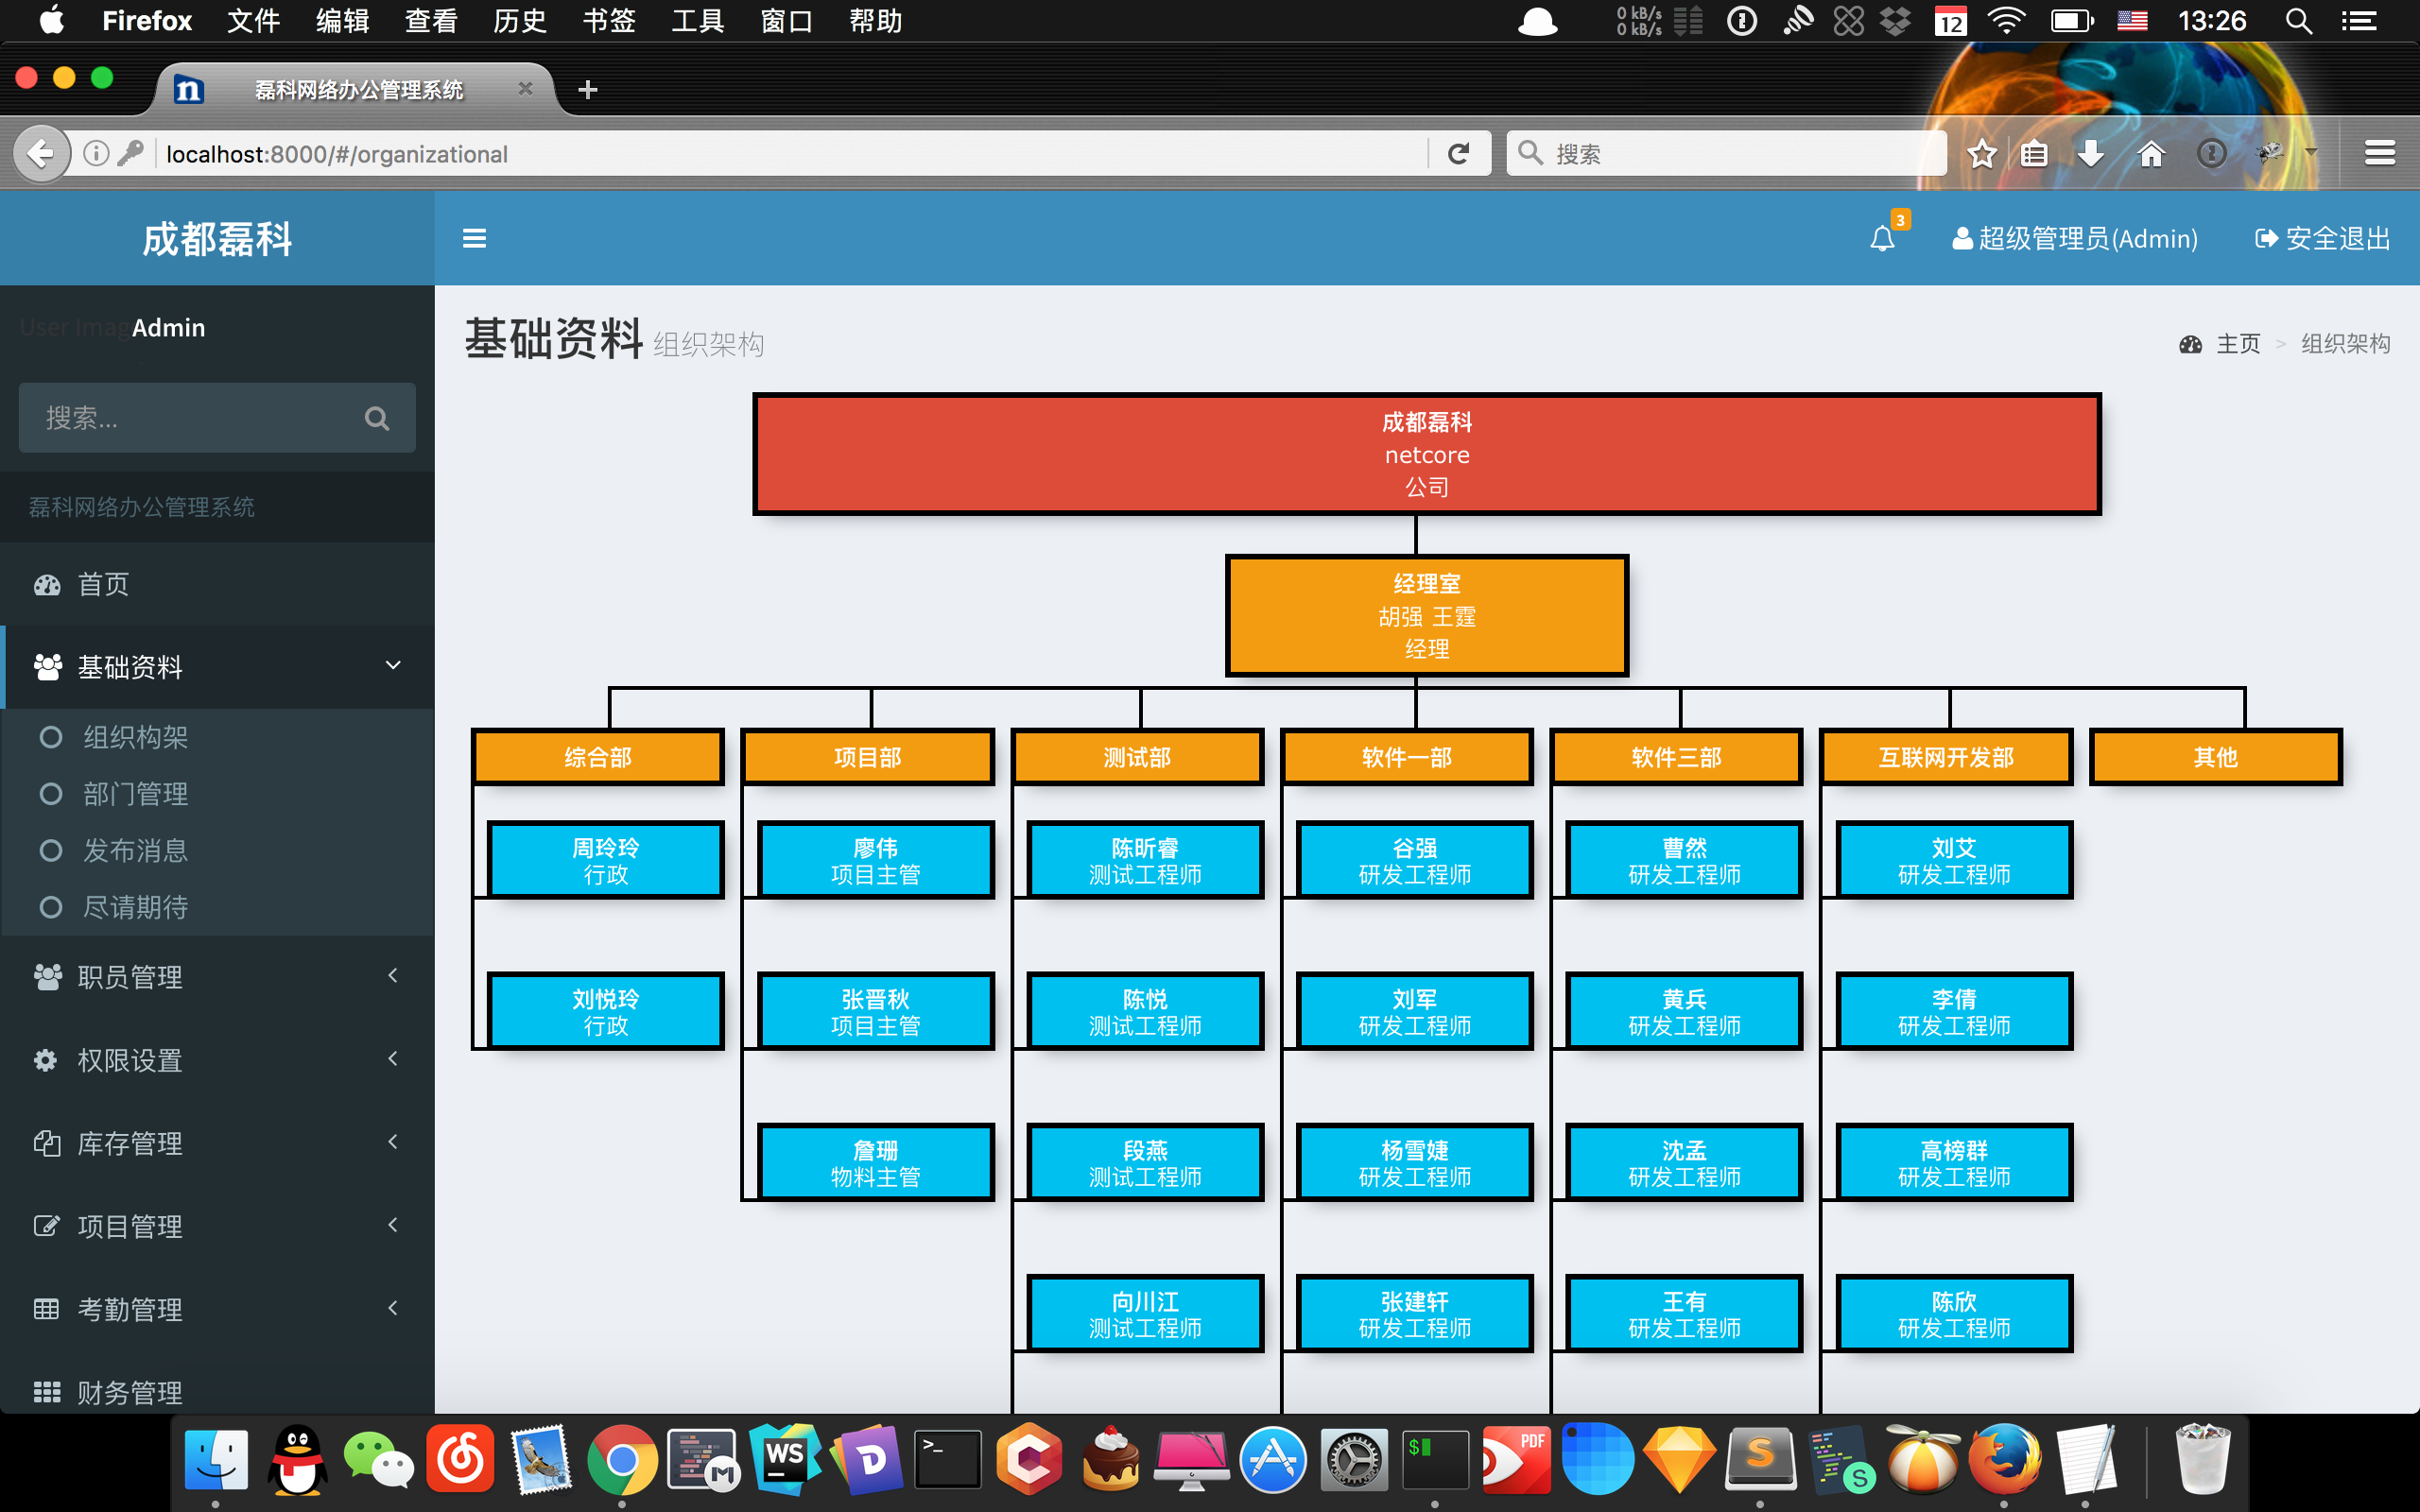 Firefox 文件 编辑 查看 历史 书签 工具 窗口 帮助
0 kB/s
0 kB/s
12
13:26
磊科网络办公管理系统
localhost:8000/#/organizational
搜索
成都磊科
3
超级管理员(Admin)
安全退出
User Imag
Admin
搜索...
磊科网络办公管理系统
首页
基础资料
组织构架
部门管理
发布消息
尽请期待
职员管理
权限设置
库存管理
项目管理
考勤管理
财务管理
基础资料 组织架构
主页 > 组织架构
成都磊科
netcore
公司
经理室
胡强 王霆
经理
综合部 项目部 测试部 软件一部 软件三部 互联网开发部 其他
周玲玲 廖伟 陈昕睿 谷强 曹然 刘艾
行政 项目主管 测试工程师 研发工程师 研发工程师 研发工程师
刘悦玲 张晋秋 陈悦 刘军 黄兵 李倩
行政 项目主管 测试工程师 研发工程师 研发工程师 研发工程师
詹珊 段燕 杨雪婕 沈孟 高榜群
物料主管 测试工程师 研发工程师 研发工程师 研发工程师
向川江 张建轩 王有 陈欣
测试工程师 研发工程师 研发工程师 研发工程师
WS
D
>_
$
PDF
S
S